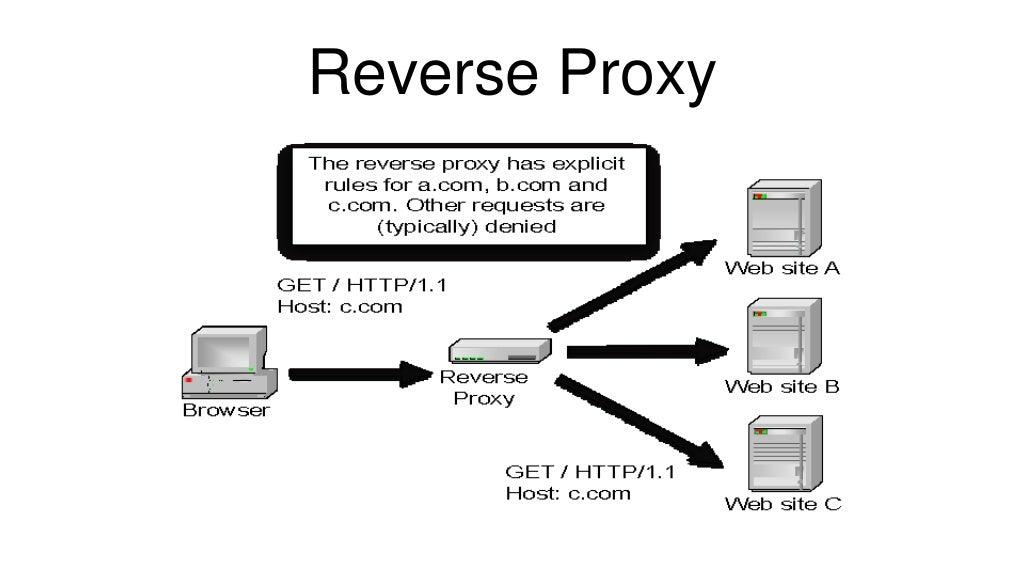 Reverse Proxy
The reverse proxy has explicit
rules for a.com, b.com and
c.com. Other requests are
(typically) denied
GET / HTTP/1.1
Host: c.com
Browser
Reverse
Proxy
Web site A
Web site B
GET / HTTP/1.1
Host: c.com
Web site C